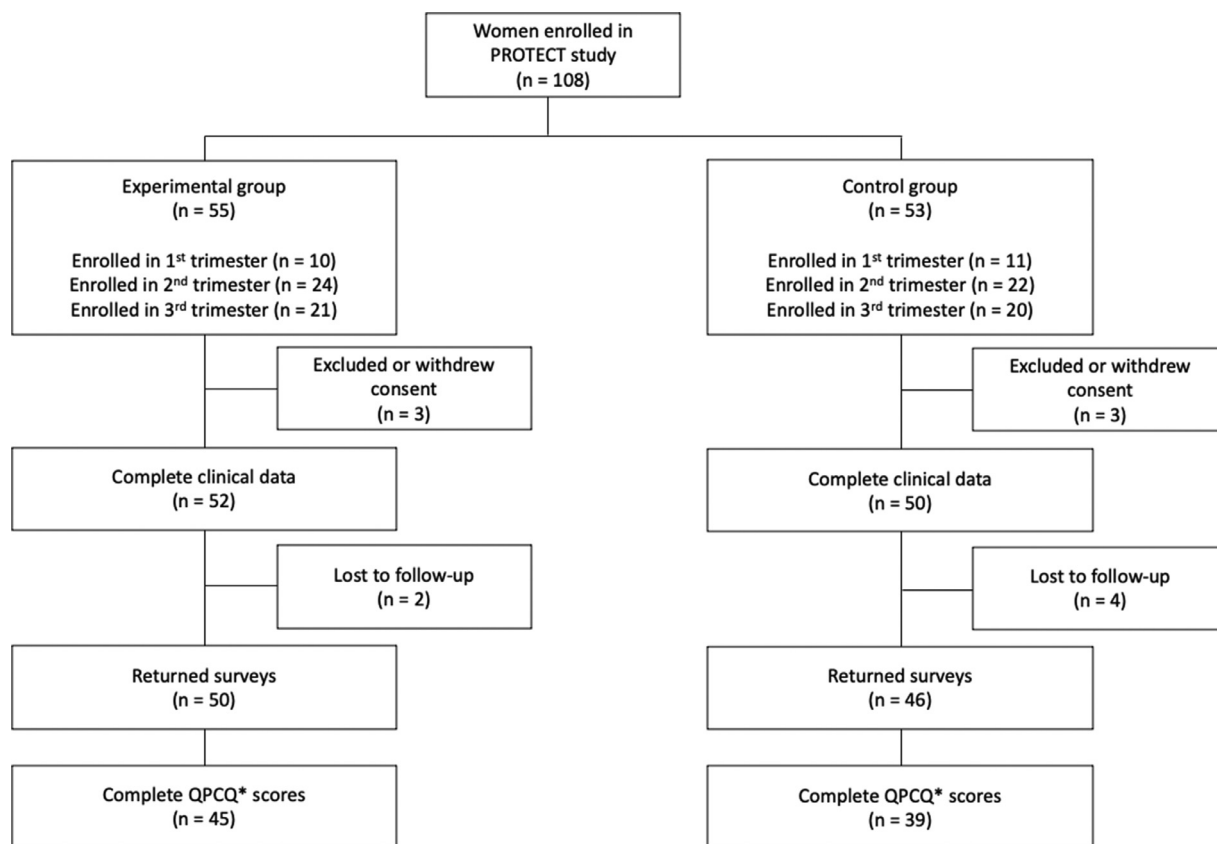 Women enrolled in
PROTECT study
(n = 108)
Experimental group
(n = 55)
Enrolled in 1st trimester (n = 10)
Enrolled in 2nd trimester (n = 24)
Enrolled in 3rd trimester (n = 21)
Control group
(n = 53)
Enrolled in 1st trimester (n = 11)
Enrolled in 2nd trimester (n = 22)
Enrolled in 3rd trimester (n = 20)
Excluded or withdrew
consent
(n = 3)
Excluded or withdrew
consent
(n = 3)
Complete clinical data
(n = 52)
Complete clinical data
(n = 50)
Lost to follow-up
(n = 2)
Lost to follow-up
(n = 4)
Returned surveys
(n = 50)
Returned surveys
(n = 46)
Complete QPCQ* scores
(n = 45)
Complete QPCQ* scores
(n = 39)